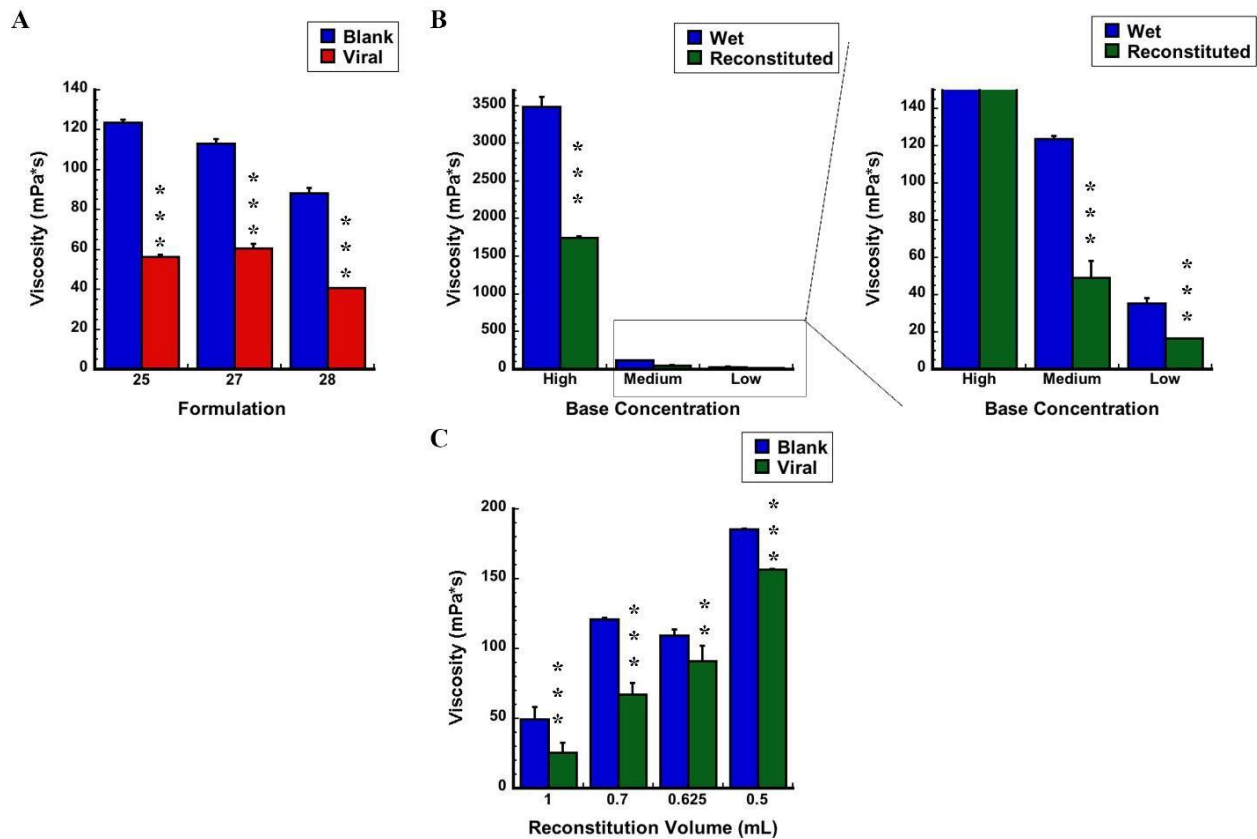 A
Blank
Viral
Viscosity (mPa*s)
140
120
100
80
60
40
20
0
* * *
* * *
* * *
25 27 28
Formulation
B
Wet
Reconstituted
Viscosity (mPa*s)
3500
3000
2500
2000
1500
1000
500
0
* * *
High Medium Low
Base Concentration
Wet
Reconstituted
Viscosity (mPa*s)
140
120
100
80
60
40
20
0
* * *
* * *
High Medium Low
Base Concentration
C
Blank
Viral
Viscosity (mPa*s)
200
150
100
50
0
* * *
* * *
* *
* * *
1 0.7 0.625 0.5
Reconstitution Volume (mL)